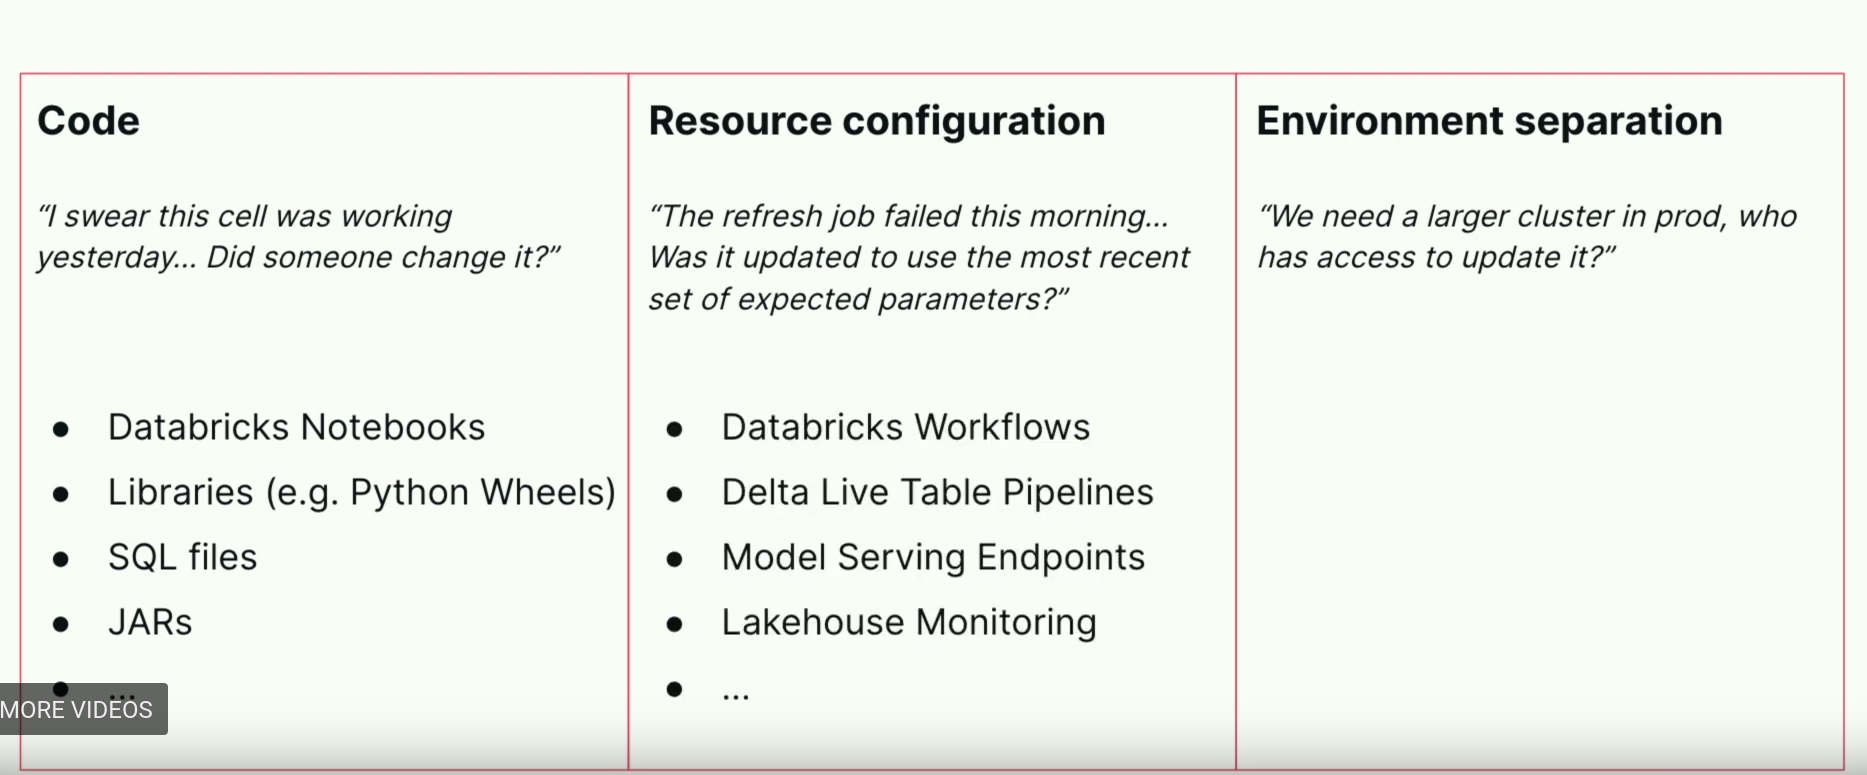 Code
“I swear this cell was working
yesterday... Did someone change it?”
● Databricks Notebooks
● Libraries (e.g. Python Wheels)
● SQL files
● JARs
● ...
Resource configuration
“The refresh job failed this morning...
Was it updated to use the most recent
set of expected parameters?”
● Databricks Workflows
● Delta Live Table Pipelines
● Model Serving Endpoints
● Lakehouse Monitoring
● ...
Environment separation
“We need a larger cluster in prod, who
has access to update it?”
MORE VIDEOS